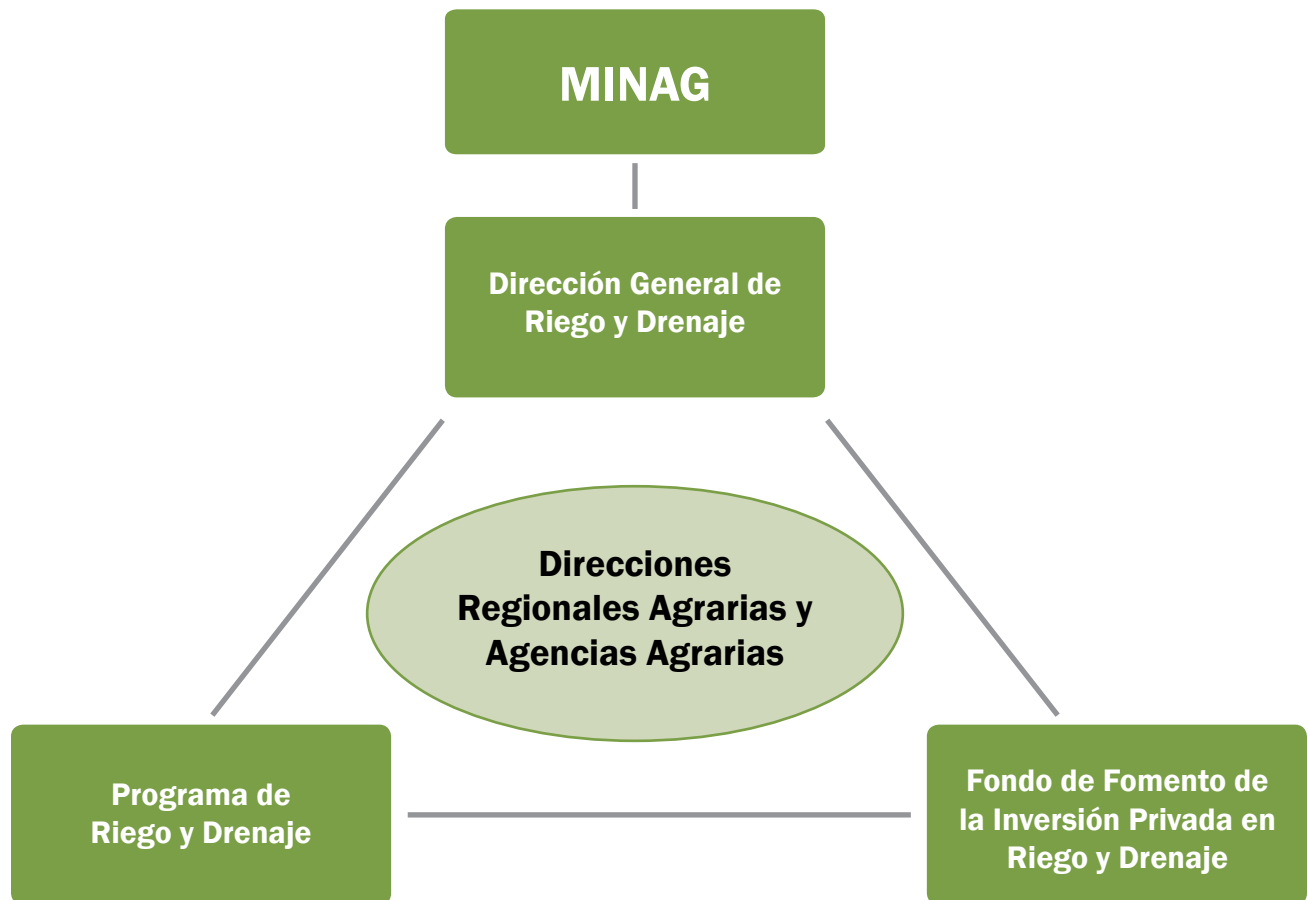 MINAG
Dirección General de
Riego y Drenaje
Direcciones
Regionales Agrarias y
Agencias Agrarias
Programa de
Riego y Drenaje
Fondo de Fomento de
la Inversión Privada en
Riego y Drenaje